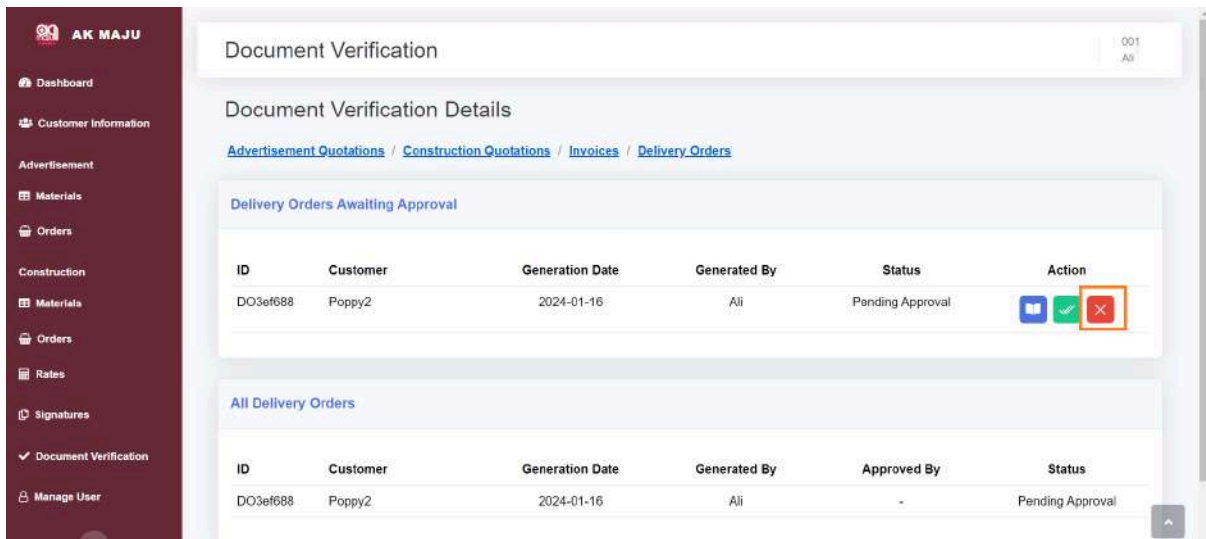 AK MAJU
Dashboard
Customer Information
Advertisement
Materials
Orders
Construction
Materials
Orders
Rates
Signatures
Document Verification
Manage User
Document Verification
001
Ali
Document Verification Details
Advertisement Quotations / Construction Quotations / Invoices / Delivery Orders
Delivery Orders Awaiting Approval
ID Customer Generation Date Generated By Status Action
DO3ef688 Poppy2 2024-01-16 Ali Pending Approval
All Delivery Orders
ID Customer Generation Date Generated By Approved By Status
DO3ef688 Poppy2 2024-01-16 Ali - Pending Approval